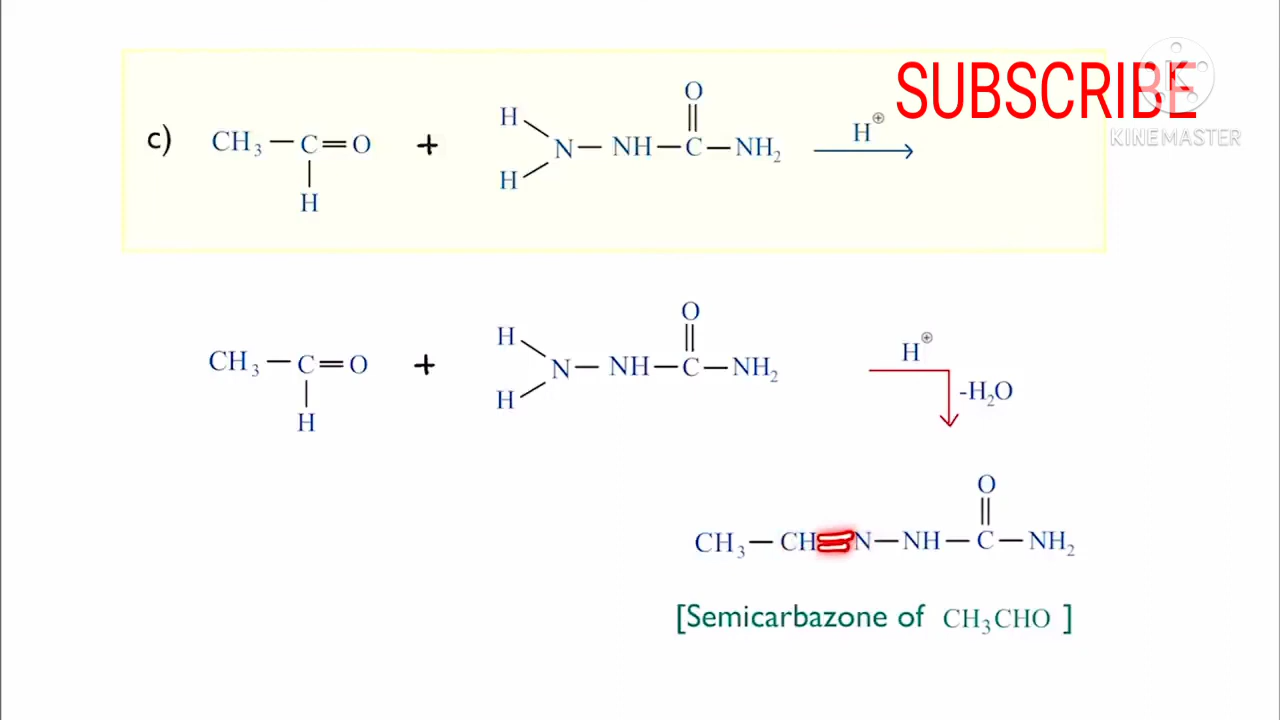 SUBSCRIBE
KINEMASTER
O
H
H⊕
c) CH₃—C=O + N—NH—C—NH₂
H
H
O
H
H⊕
CH₃—C=O + N—NH—C—NH₂
-H₂O
H
H
O
CH₃—CH=N—NH—C—NH₂
[Semicarbazone of CH₃CHO ]